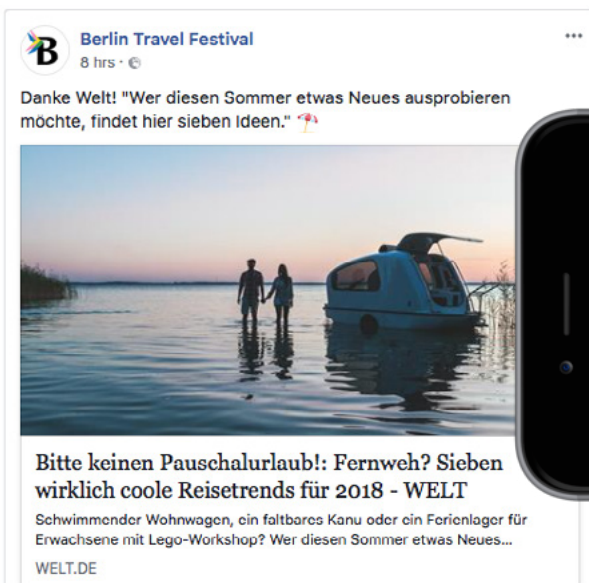 B
Berlin Travel Festival
8 hrs ·
Danke Welt! "Wer diesen Sommer etwas Neues ausprobieren
möchte, findet hier sieben Ideen."
Bitte keinen Pauschalurlaub!: Fernweh? Sieben
wirklich coole Reisetrends für 2018 - WELT
Schwimmender Wohnwagen, ein faltbares Kanu oder ein Ferienlager für
Erwachsene mit Lego-Workshop? Wer diesen Sommer etwas Neues...
WELT.DE